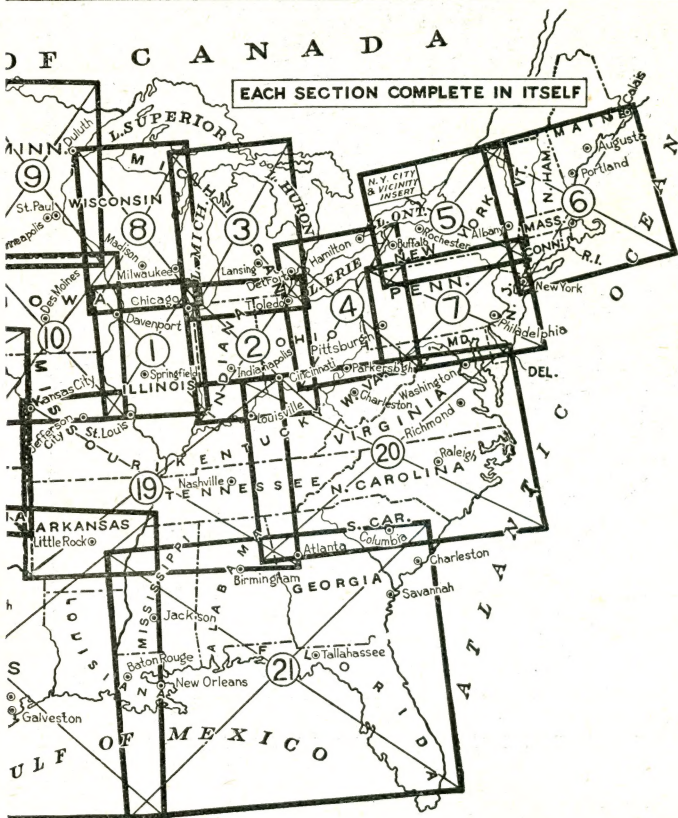 OF CANADA
EACH SECTION COMPLETE IN ITSELF
L. SUPERIOR
Duluth
MINN.
9
St. Paul
MICHIGAN
WISCONSIN
8
Madison
Milwaukee
L. MICH.
3
L. HURON
Lansing
Detroit
N.Y. CITY
& VICINITY
INSERT
L. ONT.
5
NEW YORK
Hamilton
Buffalo
Rochester
Albany
VT.
N. HAM.
MAINE
Calais
Augusta
Portland
6
MASS.
CONN.
R.I.
OCEAN
Des Moines
IOWA
10
Chicago
Davenport
1
Springfield
ILLINOIS
INDIANA
2
Indianapolis
Toledo
OHIO
L. ERIE
4
Pittsburgh
PENN.
7
N.J.
New York
Philadelphia
MD.
DEL.
Kansas City
Jefferson
City
St. Louis
MISSOURI
Cincinnati
Parkersburg
W. VA.
Charleston
Washington
Louisville
KENTUCKY
VIRGINIA
Richmond
20
19
Nashville
TENNESSEE
N. CAROLINA
Raleigh
ATLANTIC
ARKANSAS
Little Rock
S. CAR.
Columbia
Atlanta
Charleston
Birmingham
GEORGIA
Savannah
MISSISSIPPI
ALABAMA
LOUISIANA
Jackson
Baton Rouge
New Orleans
21
Tallahassee
FLORIDA
ATLA
S
Galveston
ULF OF MEXICO